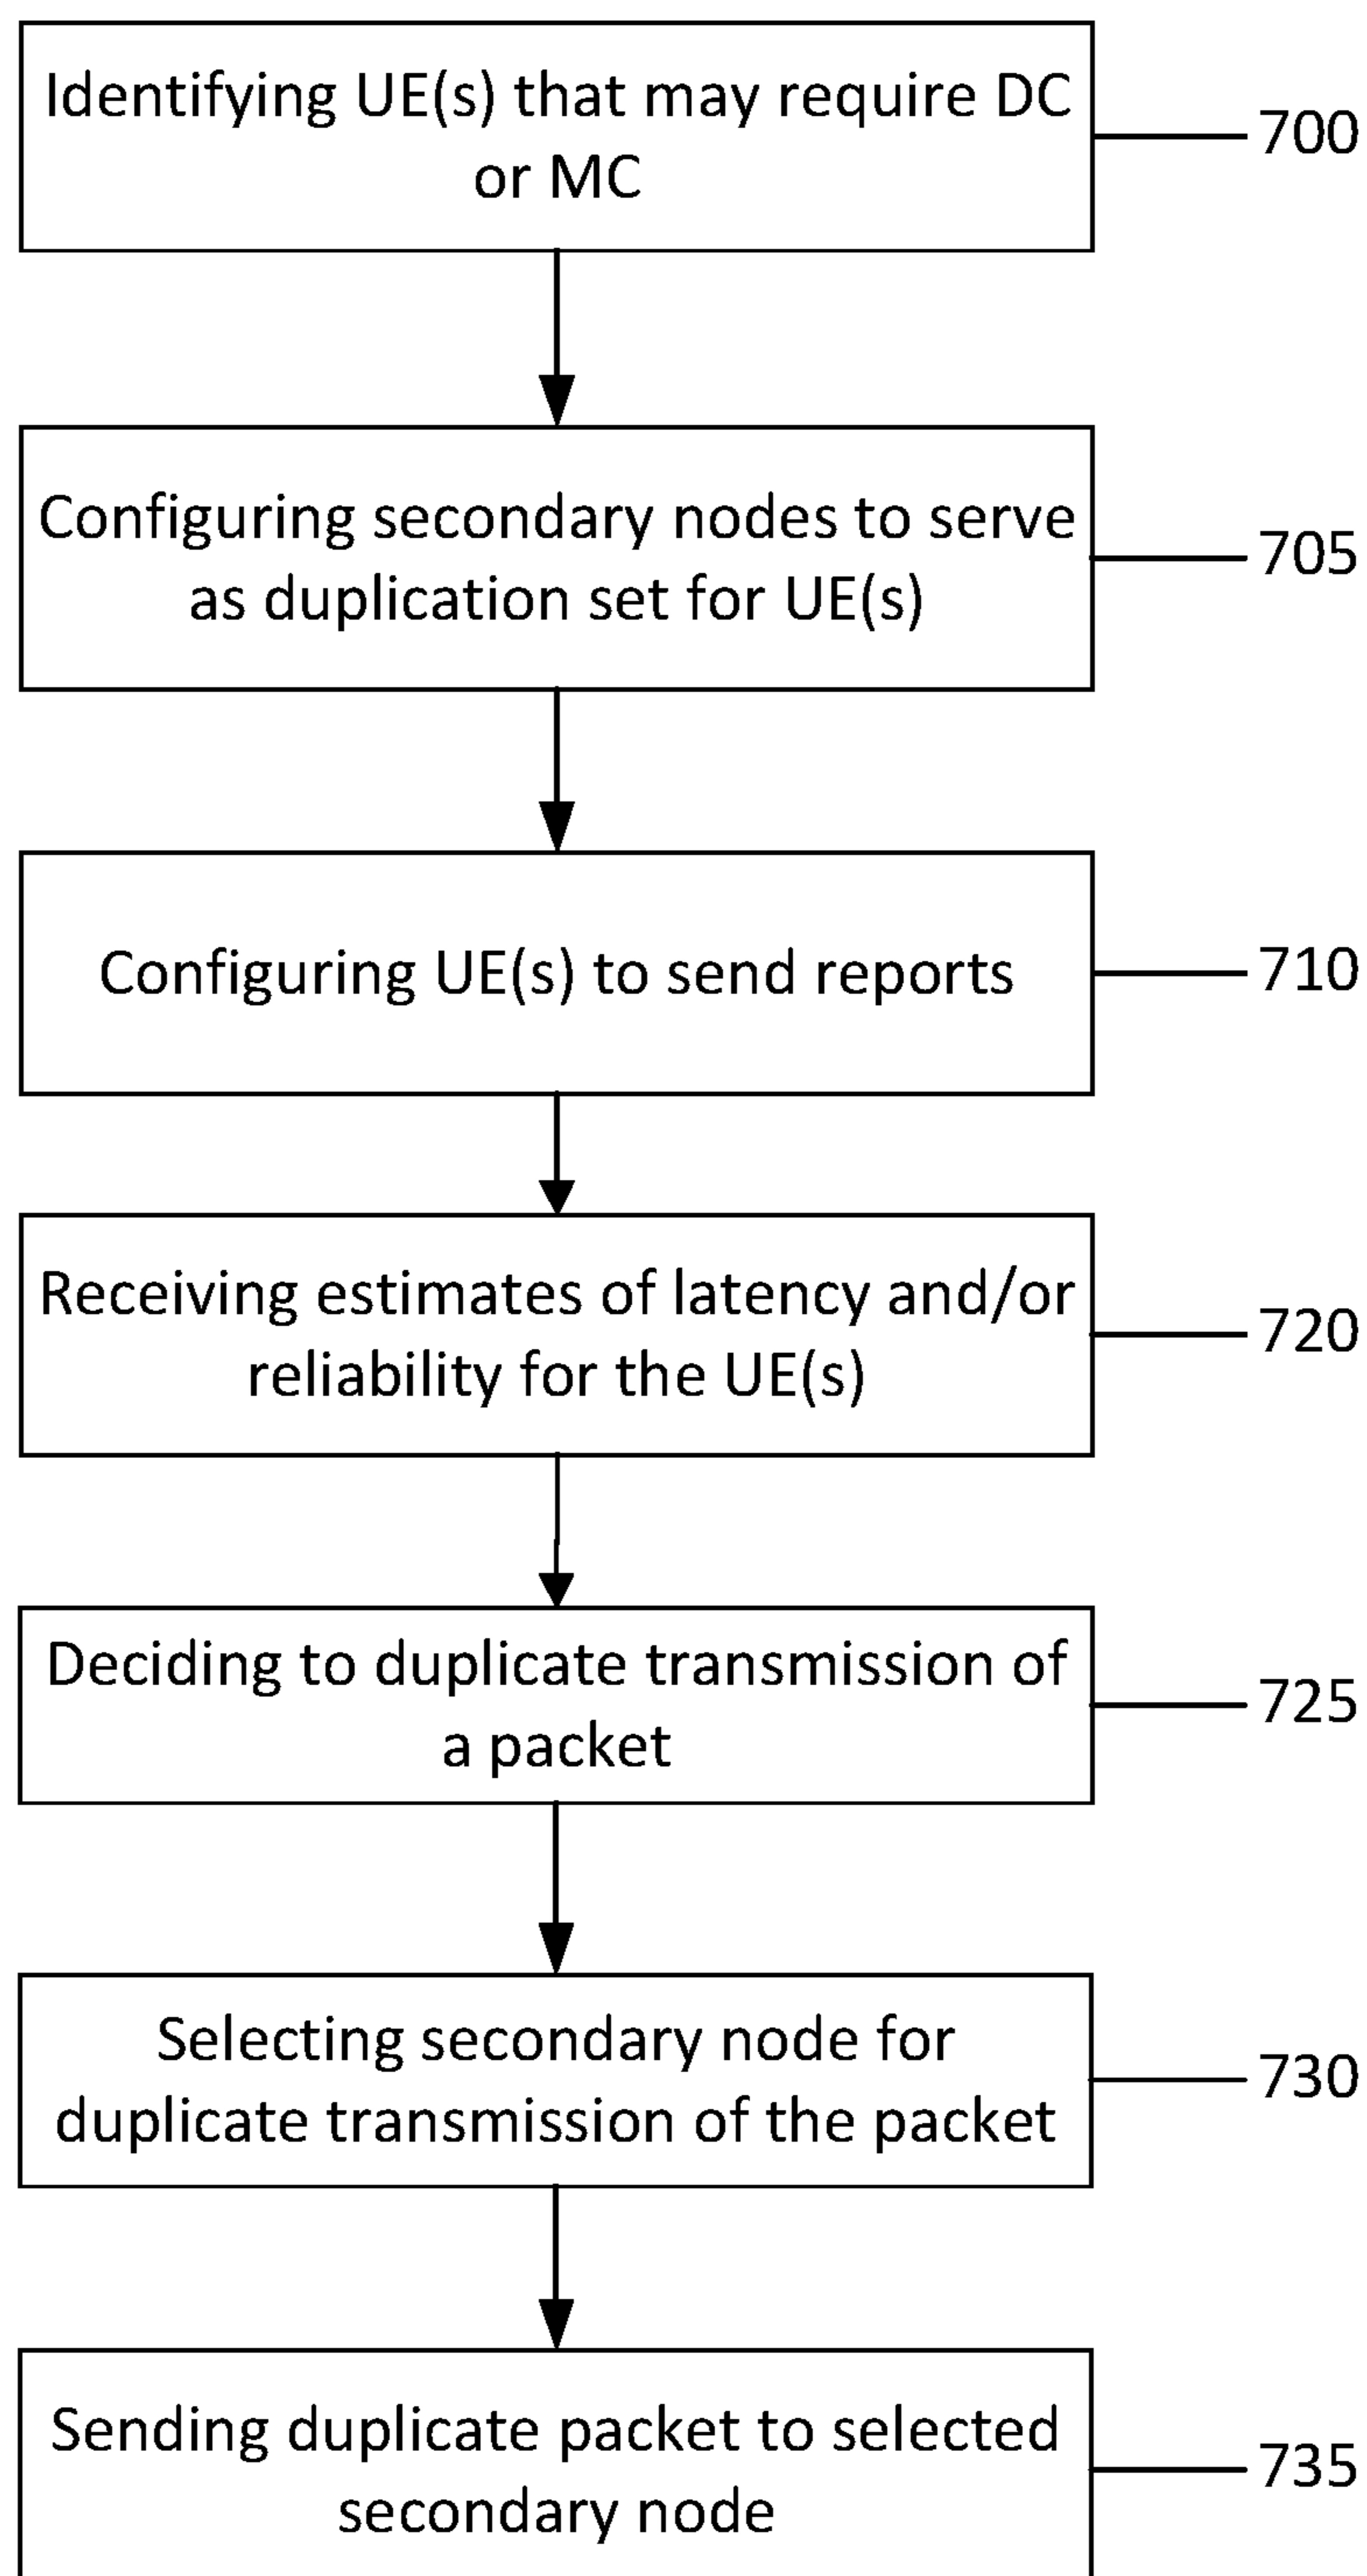 Identifying UE(s) that may require DC
or MC
700
Configuring secondary nodes to serve
as duplication set for UE(s)
705
Configuring UE(s) to send reports
710
Receiving estimates of latency and/or
reliability for the UE(s)
720
Deciding to duplicate transmission of
a packet
725
Selecting secondary node for
duplicate transmission of the packet
730
Sending duplicate packet to selected
secondary node
735